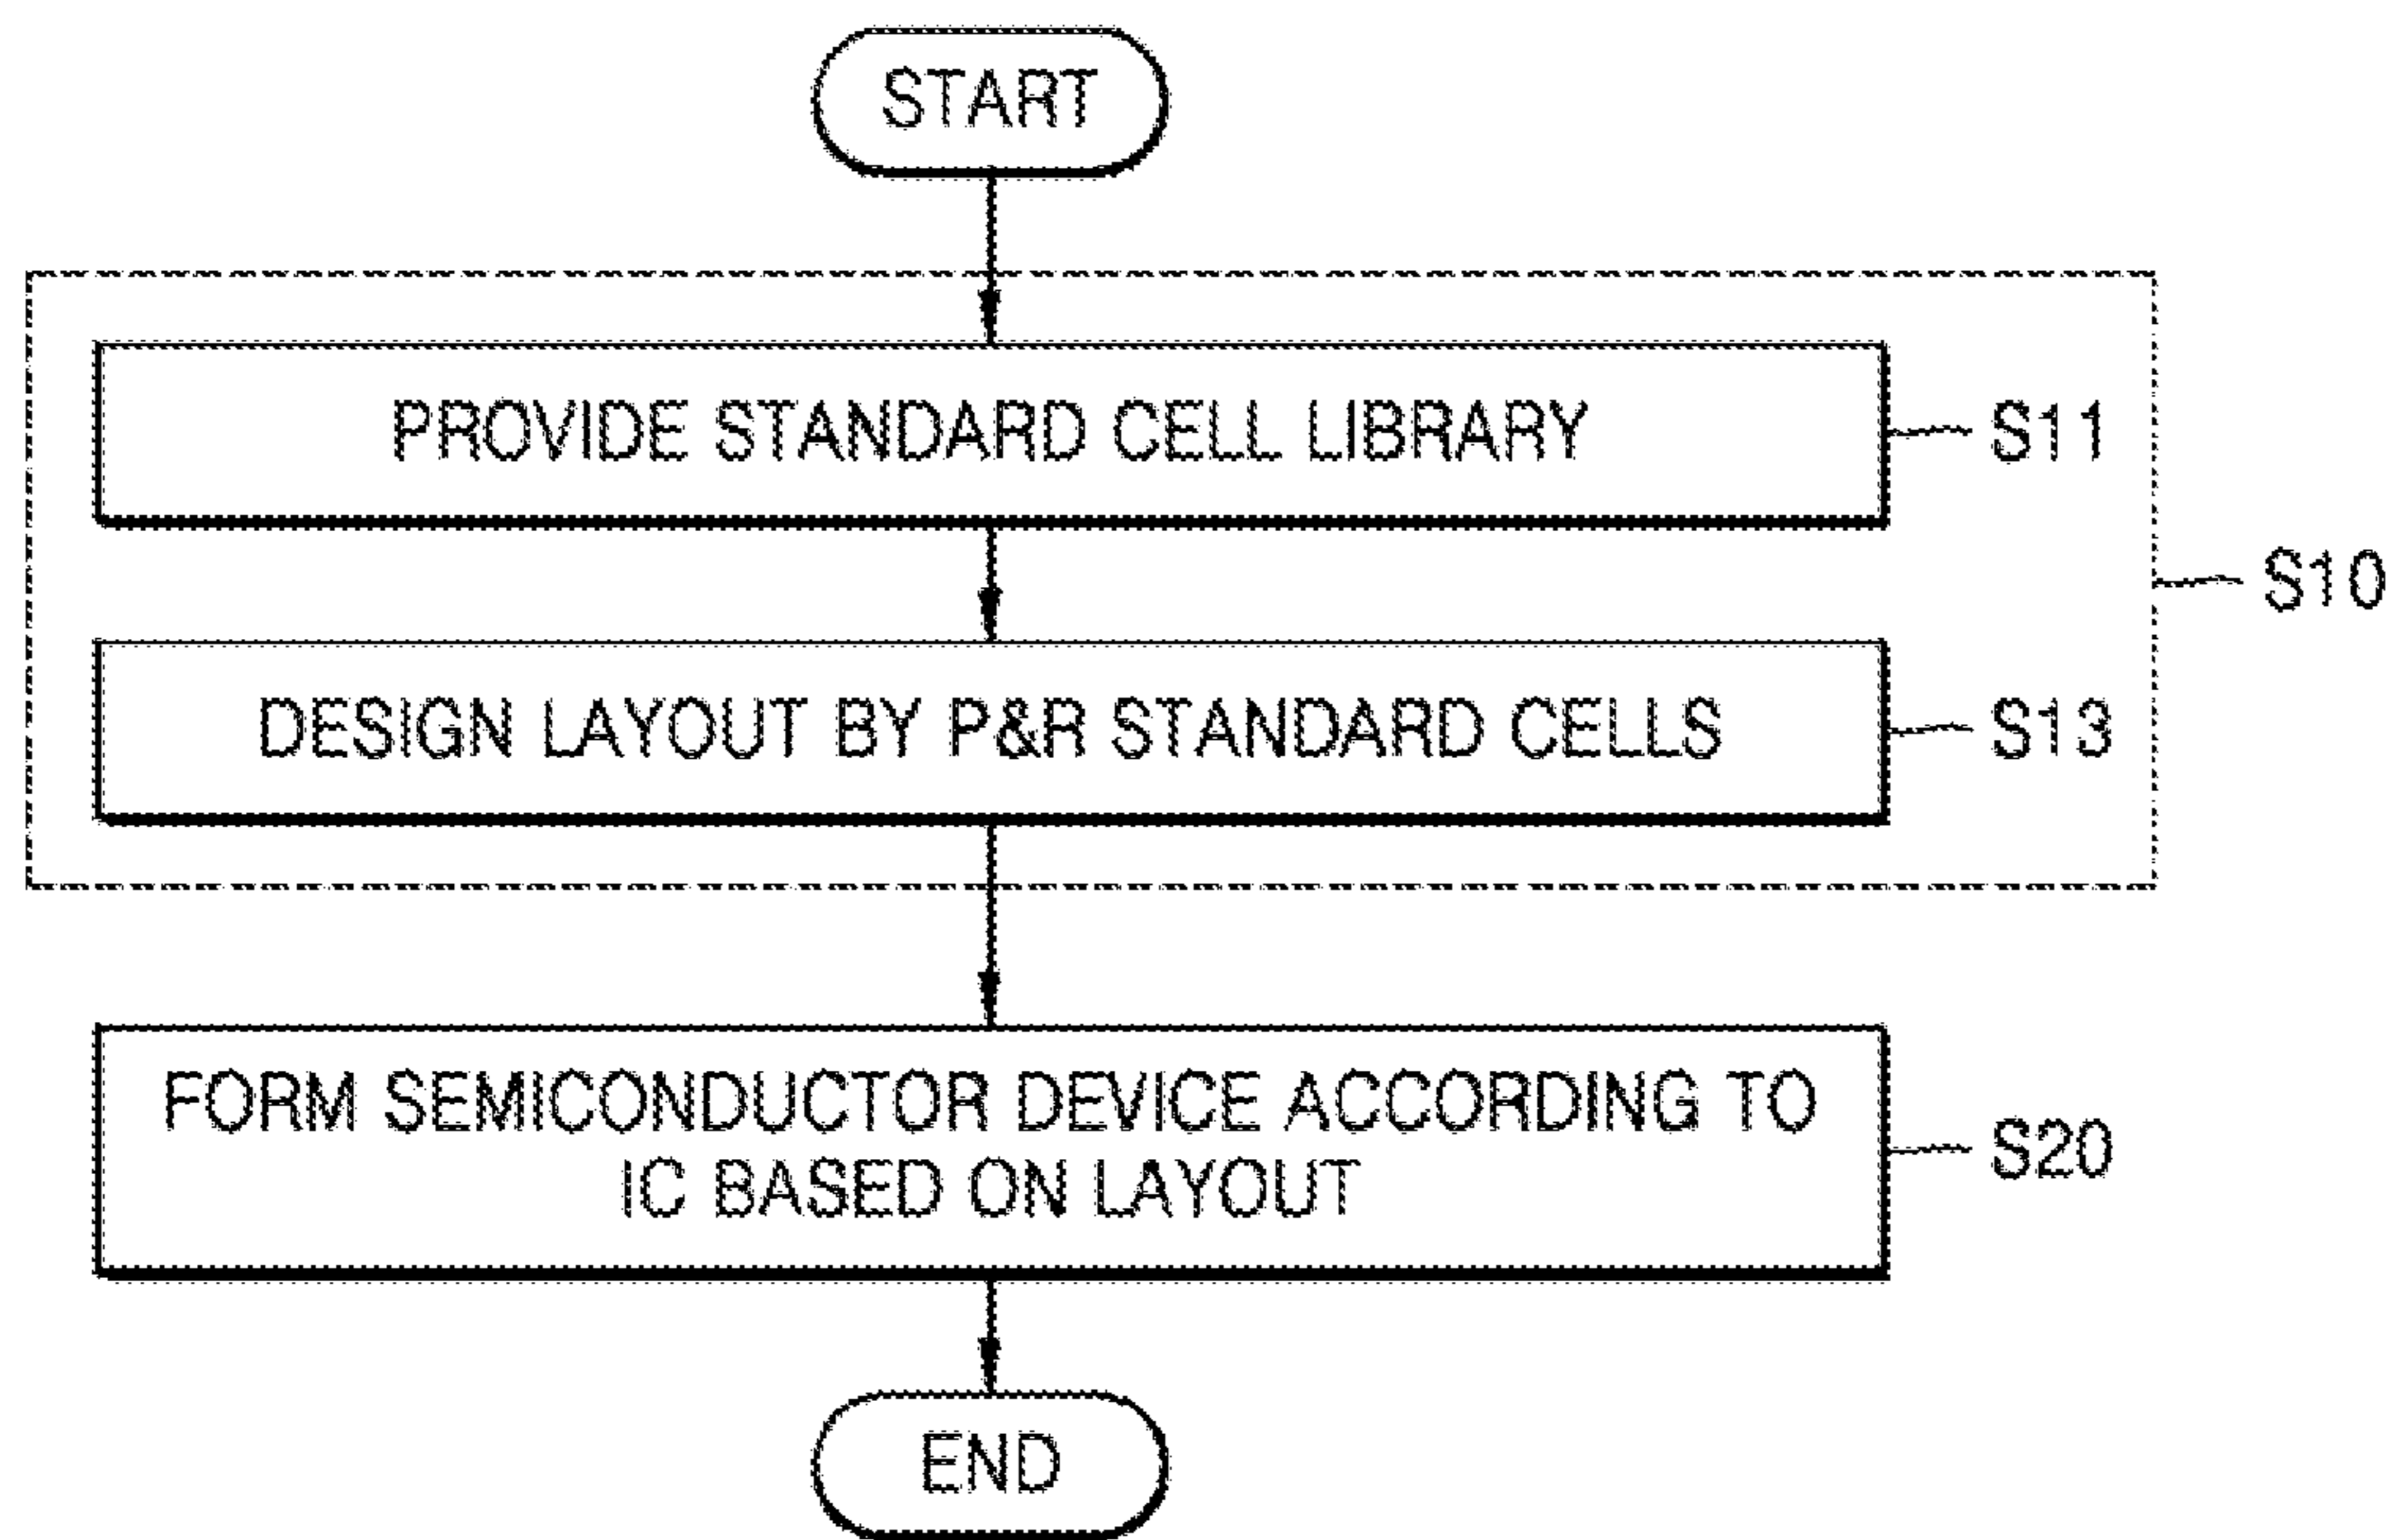 START
PROVIDE STANDARD CELL LIBRARY
S11
S10
DESIGN LAYOUT BY P&R STANDARD CELLS
S13
FORM SEMICONDUCTOR DEVICE ACCORDING TO
IC BASED ON LAYOUT
S20
END